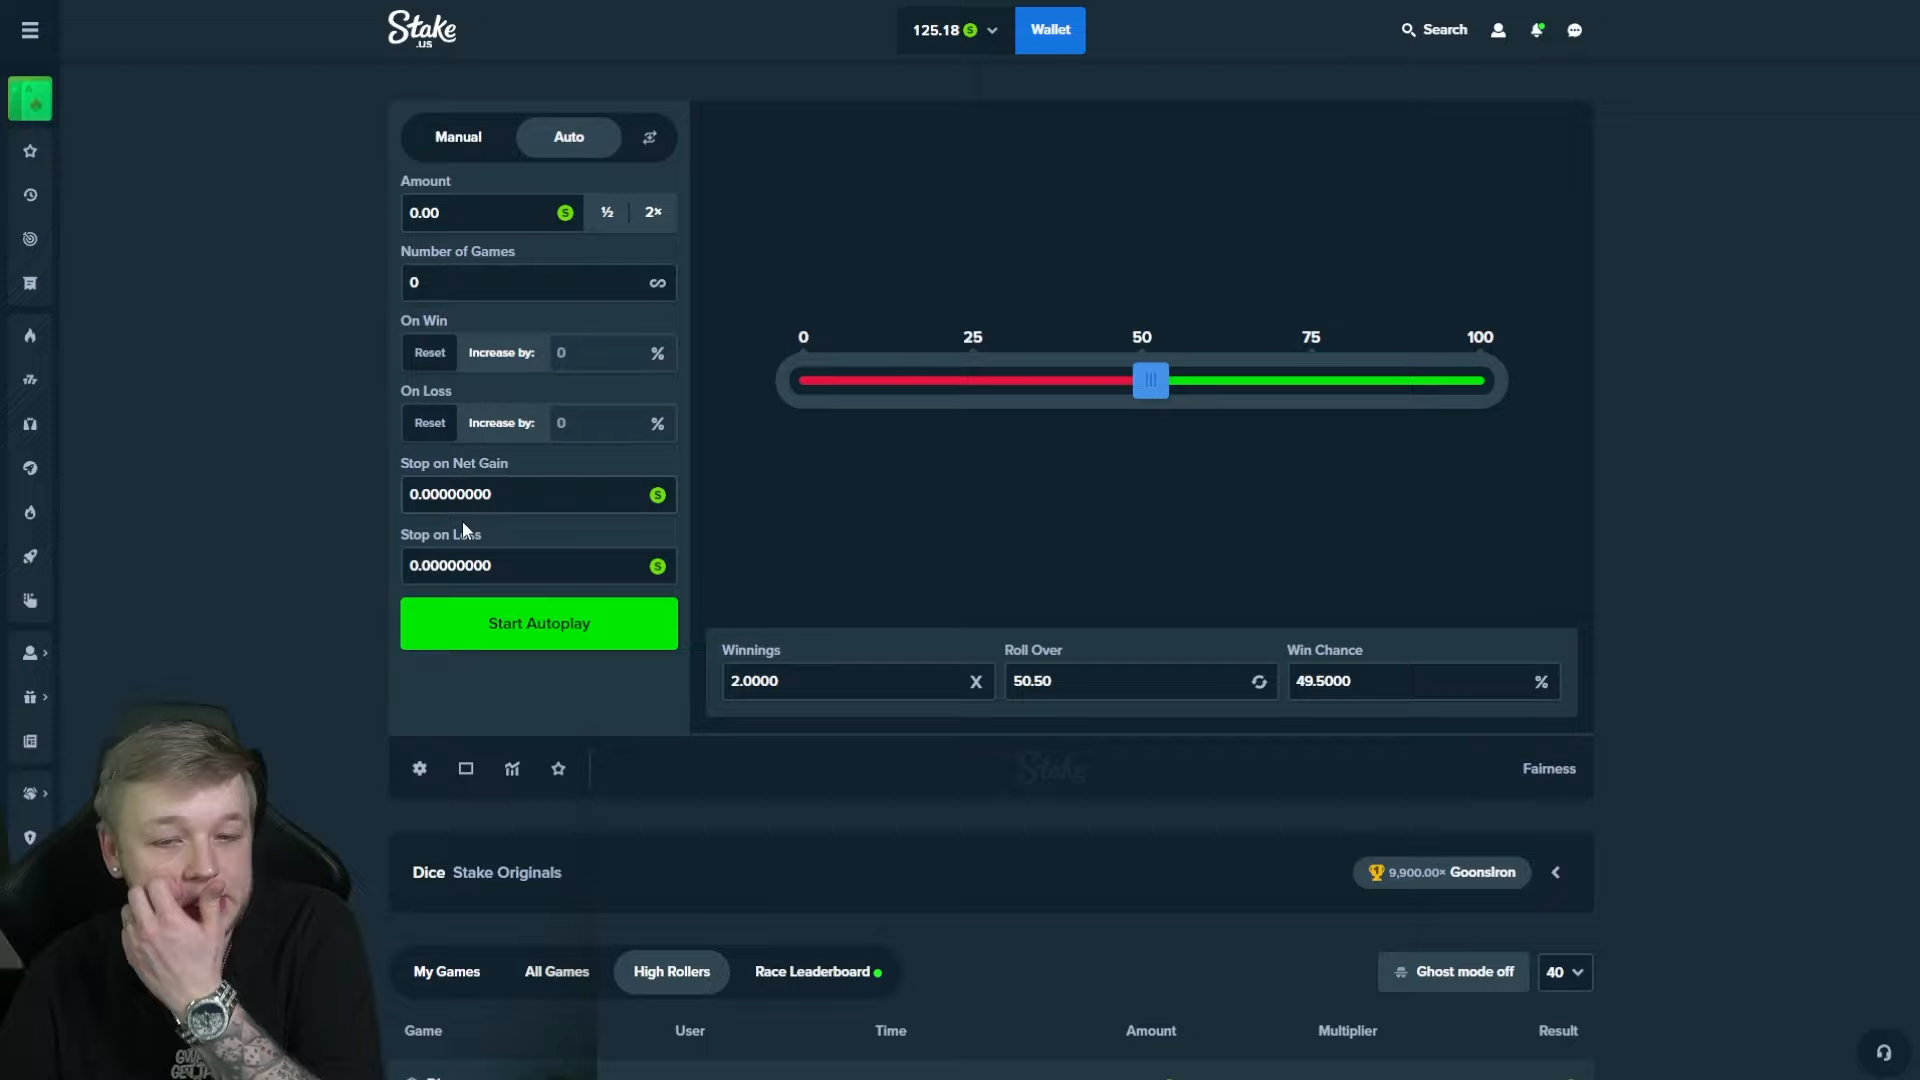 Stake
.US
125.18
Wallet
Search
A
Manual
Auto
Amount
0.00
½
2×
Number of Games
0
On Win
Reset
Increase by:
0
%
On Loss
Reset
Increase by:
0
%
Stop on Net Gain
0.00000000
Stop on Loss
0.00000000
Start Autoplay
0
25
50
75
100
Winnings
Roll Over
Win Chance
2.0000
50.50
49.5000
%
Stake
Fairness
Dice Stake Originals
9,900.00× GoonsIron
My Games
All Games
High Rollers
Race Leaderboard
Ghost mode off
40
Game
User
Time
Amount
Multiplier
Result